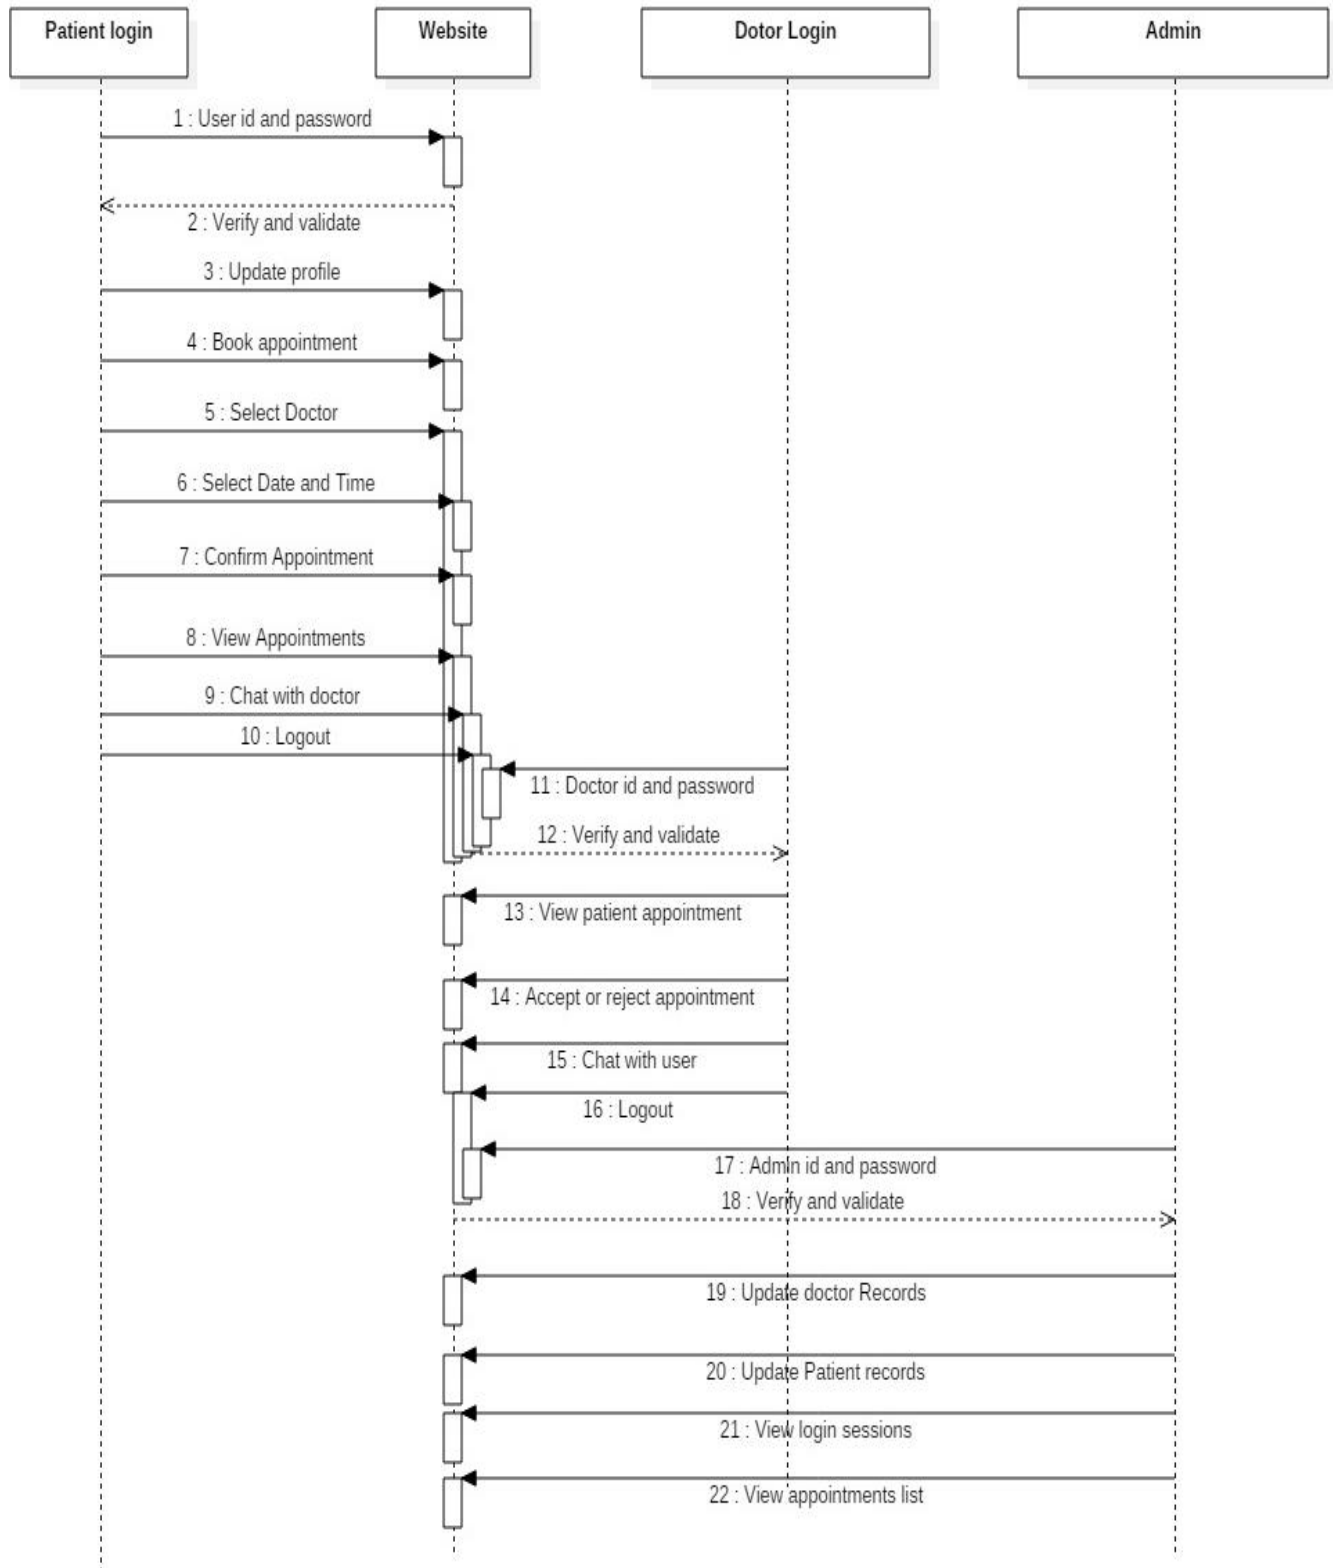 Patient login
Website
Dotor Login
Admin
1 : User id and password
2 : Verify and validate
3 : Update profile
4 : Book appointment
5 : Select Doctor
6 : Select Date and Time
7 : Confirm Appointment
8 : View Appointments
9 : Chat with doctor
10 : Logout
11 : Doctor id and password
12 : Verify and validate
13 : View patient appointment
14 : Accept or reject appointment
15 : Chat with user
16 : Logout
17 : Admin id and password
18 : Verify and validate
19 : Update doctor Records
20 : Update Patient records
21 : View login sessions
22 : View appointments list